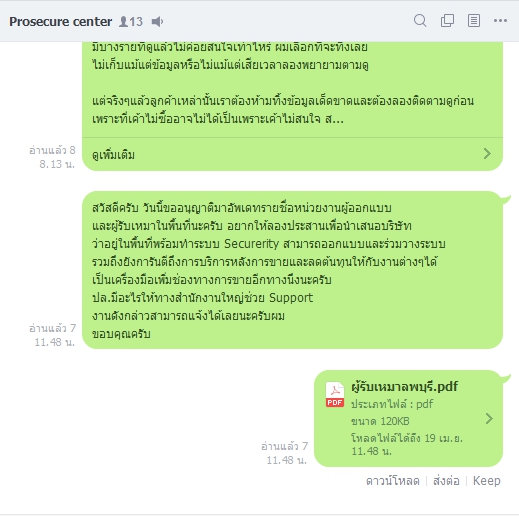 Prosecure center 13
มีบางรายที่ดูแล้วไม่ค่อยสนใจเท่าไหร่ ผมเลือกที่จะทิ้งเลย
ไม่เก็บแม้แต่ข้อมูลหรือไม่แม้แต่เสียเวลาลองพยายามตามดู
แต่จริงๆแล้วลูกค้าเหล่านั้นเราต้องห้ามทิ้งข้อมูลเด็ดขาดและต้องลองติดตามดูก่อน
เพราะที่เค้าไม่ซื้ออาจไม่ได้เป็นเพราะเค้าไม่สนใจ ส...
อ่านแล้ว 8
8.13 น.
ดูเพิ่มเติม
สวัสดีครับ วันนี้ขออนุญาติมาอัพเดทรายชื่อหน่วยงานผู้ออกแบบ
และผู้รับเหมาในพื้นที่นะครับ อยากให้ลองประสานเพื่อนำเสนอบริษัท
ว่าอยู่ในพื้นที่พร้อมทำระบบ Securerity สามารถออกแบบและร่วมวางระบบ
รวมถึงยังการันตีถึงการบริการหลังการขายและลดต้นทุนให้กับงานต่างๆได้
เป็นเครื่องมือเพิ่มช่องทางการขายอีกทางนึงนะครับ
ปล.มีอะไรให้ทางสำนักงานใหญ่ช่วย Support
งานดังกล่าวสามารถแจ้งได้เลยนะครับผม
ขอบคุณครับ
อ่านแล้ว 7
11.48 น.
ผู้รับเหมาลพบุรี.pdf
PDF
ประเภทไฟล์ : pdf
ขนาด 120KB
โหลดไฟล์ได้ถึง 19 เม.ย.
11.48 น.
อ่านแล้ว 7
11.48 น.
ดาวน์โหลด | ส่งต่อ | Keep